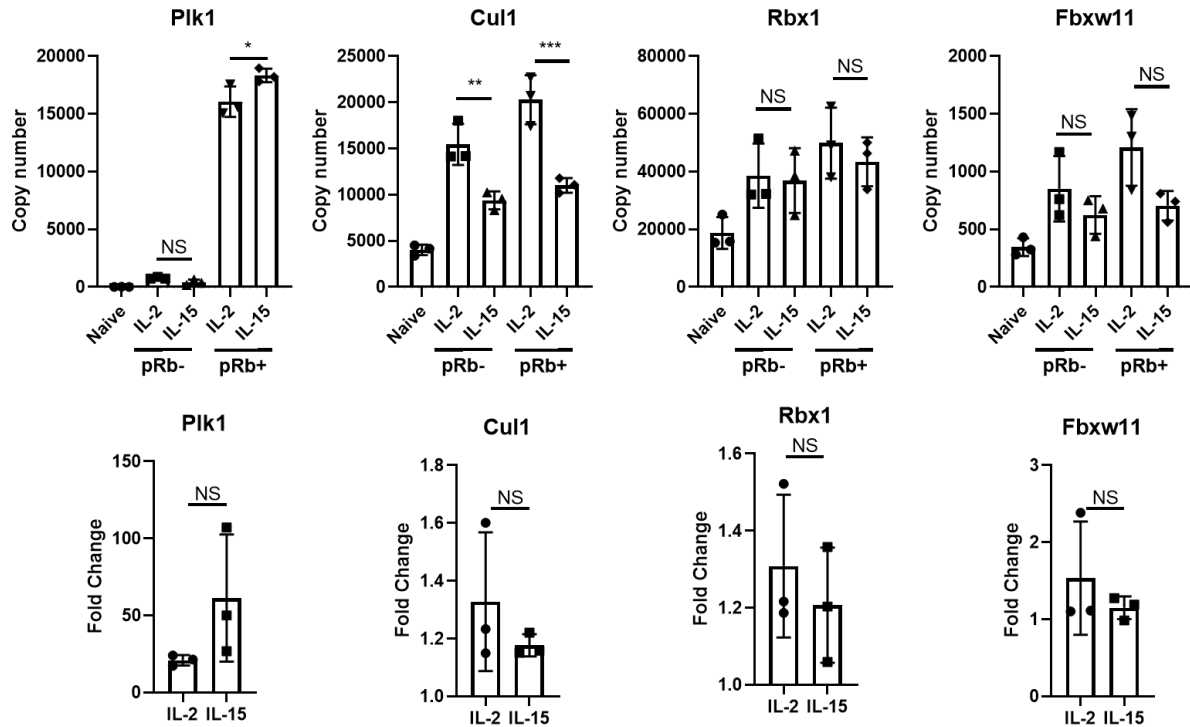 Plk1
Copy number
20000
15000
10000
5000
0
NS
*
Naive IL-2 IL-15 IL-2 IL-15
pRb- pRb+
Cul1
Copy number
25000
20000
15000
10000
5000
0
**
***
Naive IL-2 IL-15 IL-2 IL-15
pRb- pRb+
Rbx1
Copy number
80000
60000
40000
20000
0
NS
NS
Naive IL-2 IL-15 IL-2 IL-15
pRb- pRb+
Fbxw11
Copy number
2000
1500
1000
500
0
NS
NS
Naive IL-2 IL-15 IL-2 IL-15
pRb- pRb+
Plk1
Fold Change
150
100
50
0
NS
IL-2 IL-15
Cul1
Fold Change
1.8
1.6
1.4
1.2
1.0
NS
IL-2 IL-15
Rbx1
Fold Change
1.6
1.4
1.2
1.0
NS
IL-2 IL-15
Fbxw11
Fold Change
3
2
1
0
NS
IL-2 IL-15